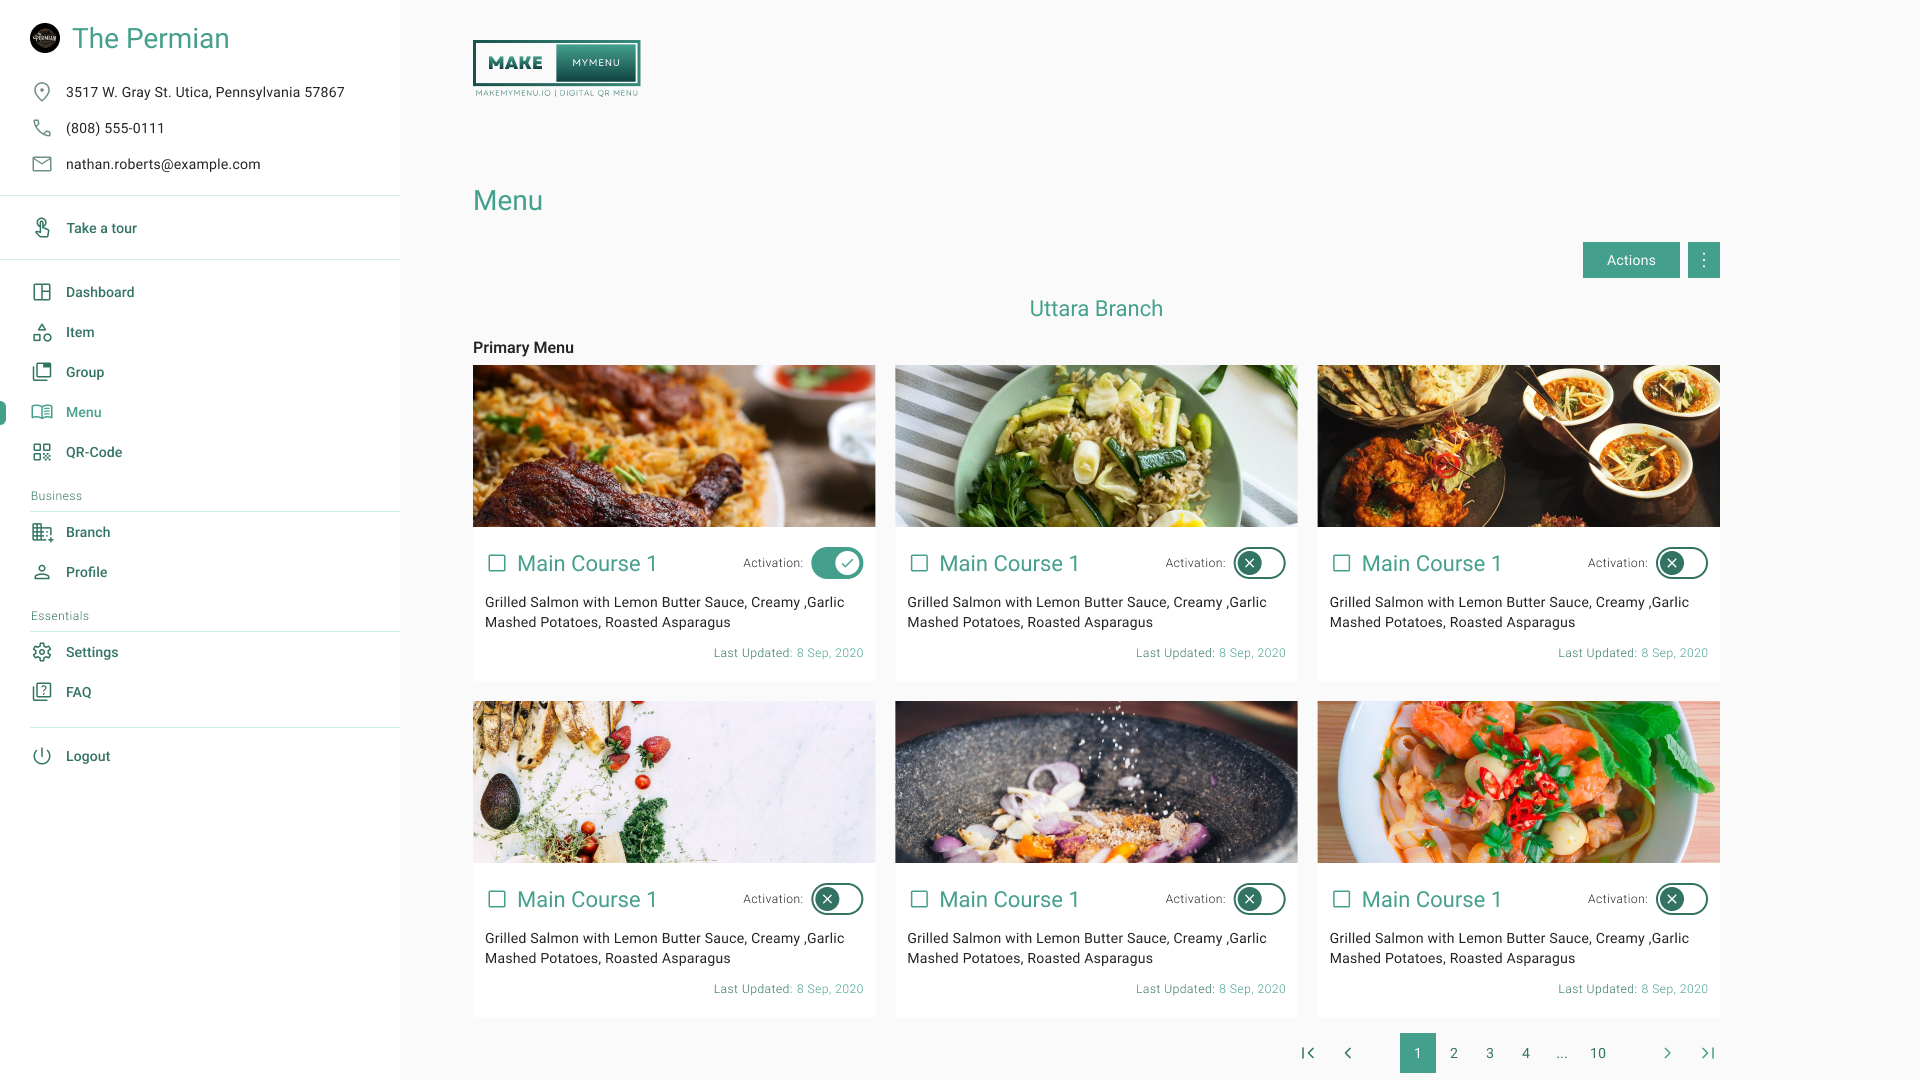 The Permian
3517 W. Gray St. Utica, Pennsylvania 57867
(808) 555-0111
nathan.roberts@example.com
Take a tour
Dashboard
Item
Group
Menu
QR-Code
Business
Branch
Profile
Essentials
Settings
FAQ
Logout
MAKE MYMENU
MAKEMYMENU.IO | DIGITAL QR MENU
Menu
Actions
Uttara Branch
Primary Menu
Main Course 1 Activation:
Grilled Salmon with Lemon Butter Sauce, Creamy ,Garlic
Mashed Potatoes, Roasted Asparagus
Last Updated: 8 Sep, 2020
Main Course 1 Activation:
Grilled Salmon with Lemon Butter Sauce, Creamy ,Garlic
Mashed Potatoes, Roasted Asparagus
Last Updated: 8 Sep, 2020
Main Course 1 Activation:
Grilled Salmon with Lemon Butter Sauce, Creamy ,Garlic
Mashed Potatoes, Roasted Asparagus
Last Updated: 8 Sep, 2020
Main Course 1 Activation:
Grilled Salmon with Lemon Butter Sauce, Creamy ,Garlic
Mashed Potatoes, Roasted Asparagus
Last Updated: 8 Sep, 2020
Main Course 1 Activation:
Grilled Salmon with Lemon Butter Sauce, Creamy ,Garlic
Mashed Potatoes, Roasted Asparagus
Last Updated: 8 Sep, 2020
Main Course 1 Activation:
Grilled Salmon with Lemon Butter Sauce, Creamy ,Garlic
Mashed Potatoes, Roasted Asparagus
Last Updated: 8 Sep, 2020
1 2 3 4 ... 10